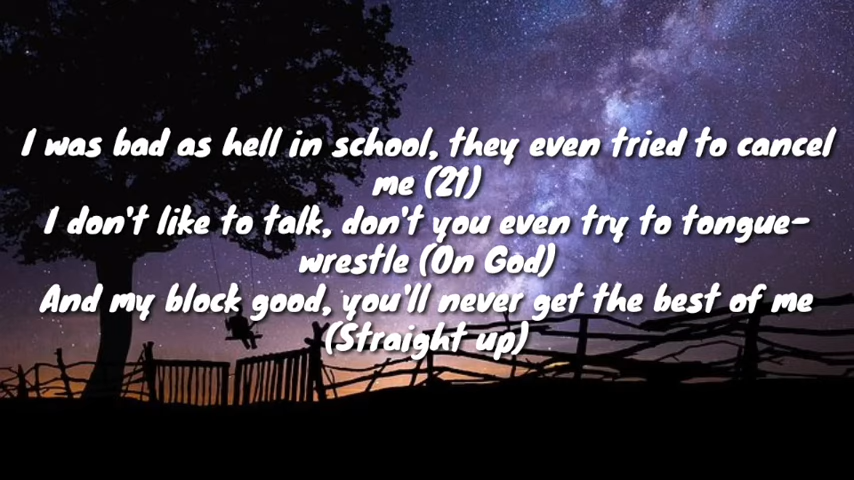 I was bad as hell in school, they even tried to cancel
me (21)
I don't like to talk, don't you even try to tongue-
wrestle (On God)
And my block good, you'll never get the best of me
(Straight up)